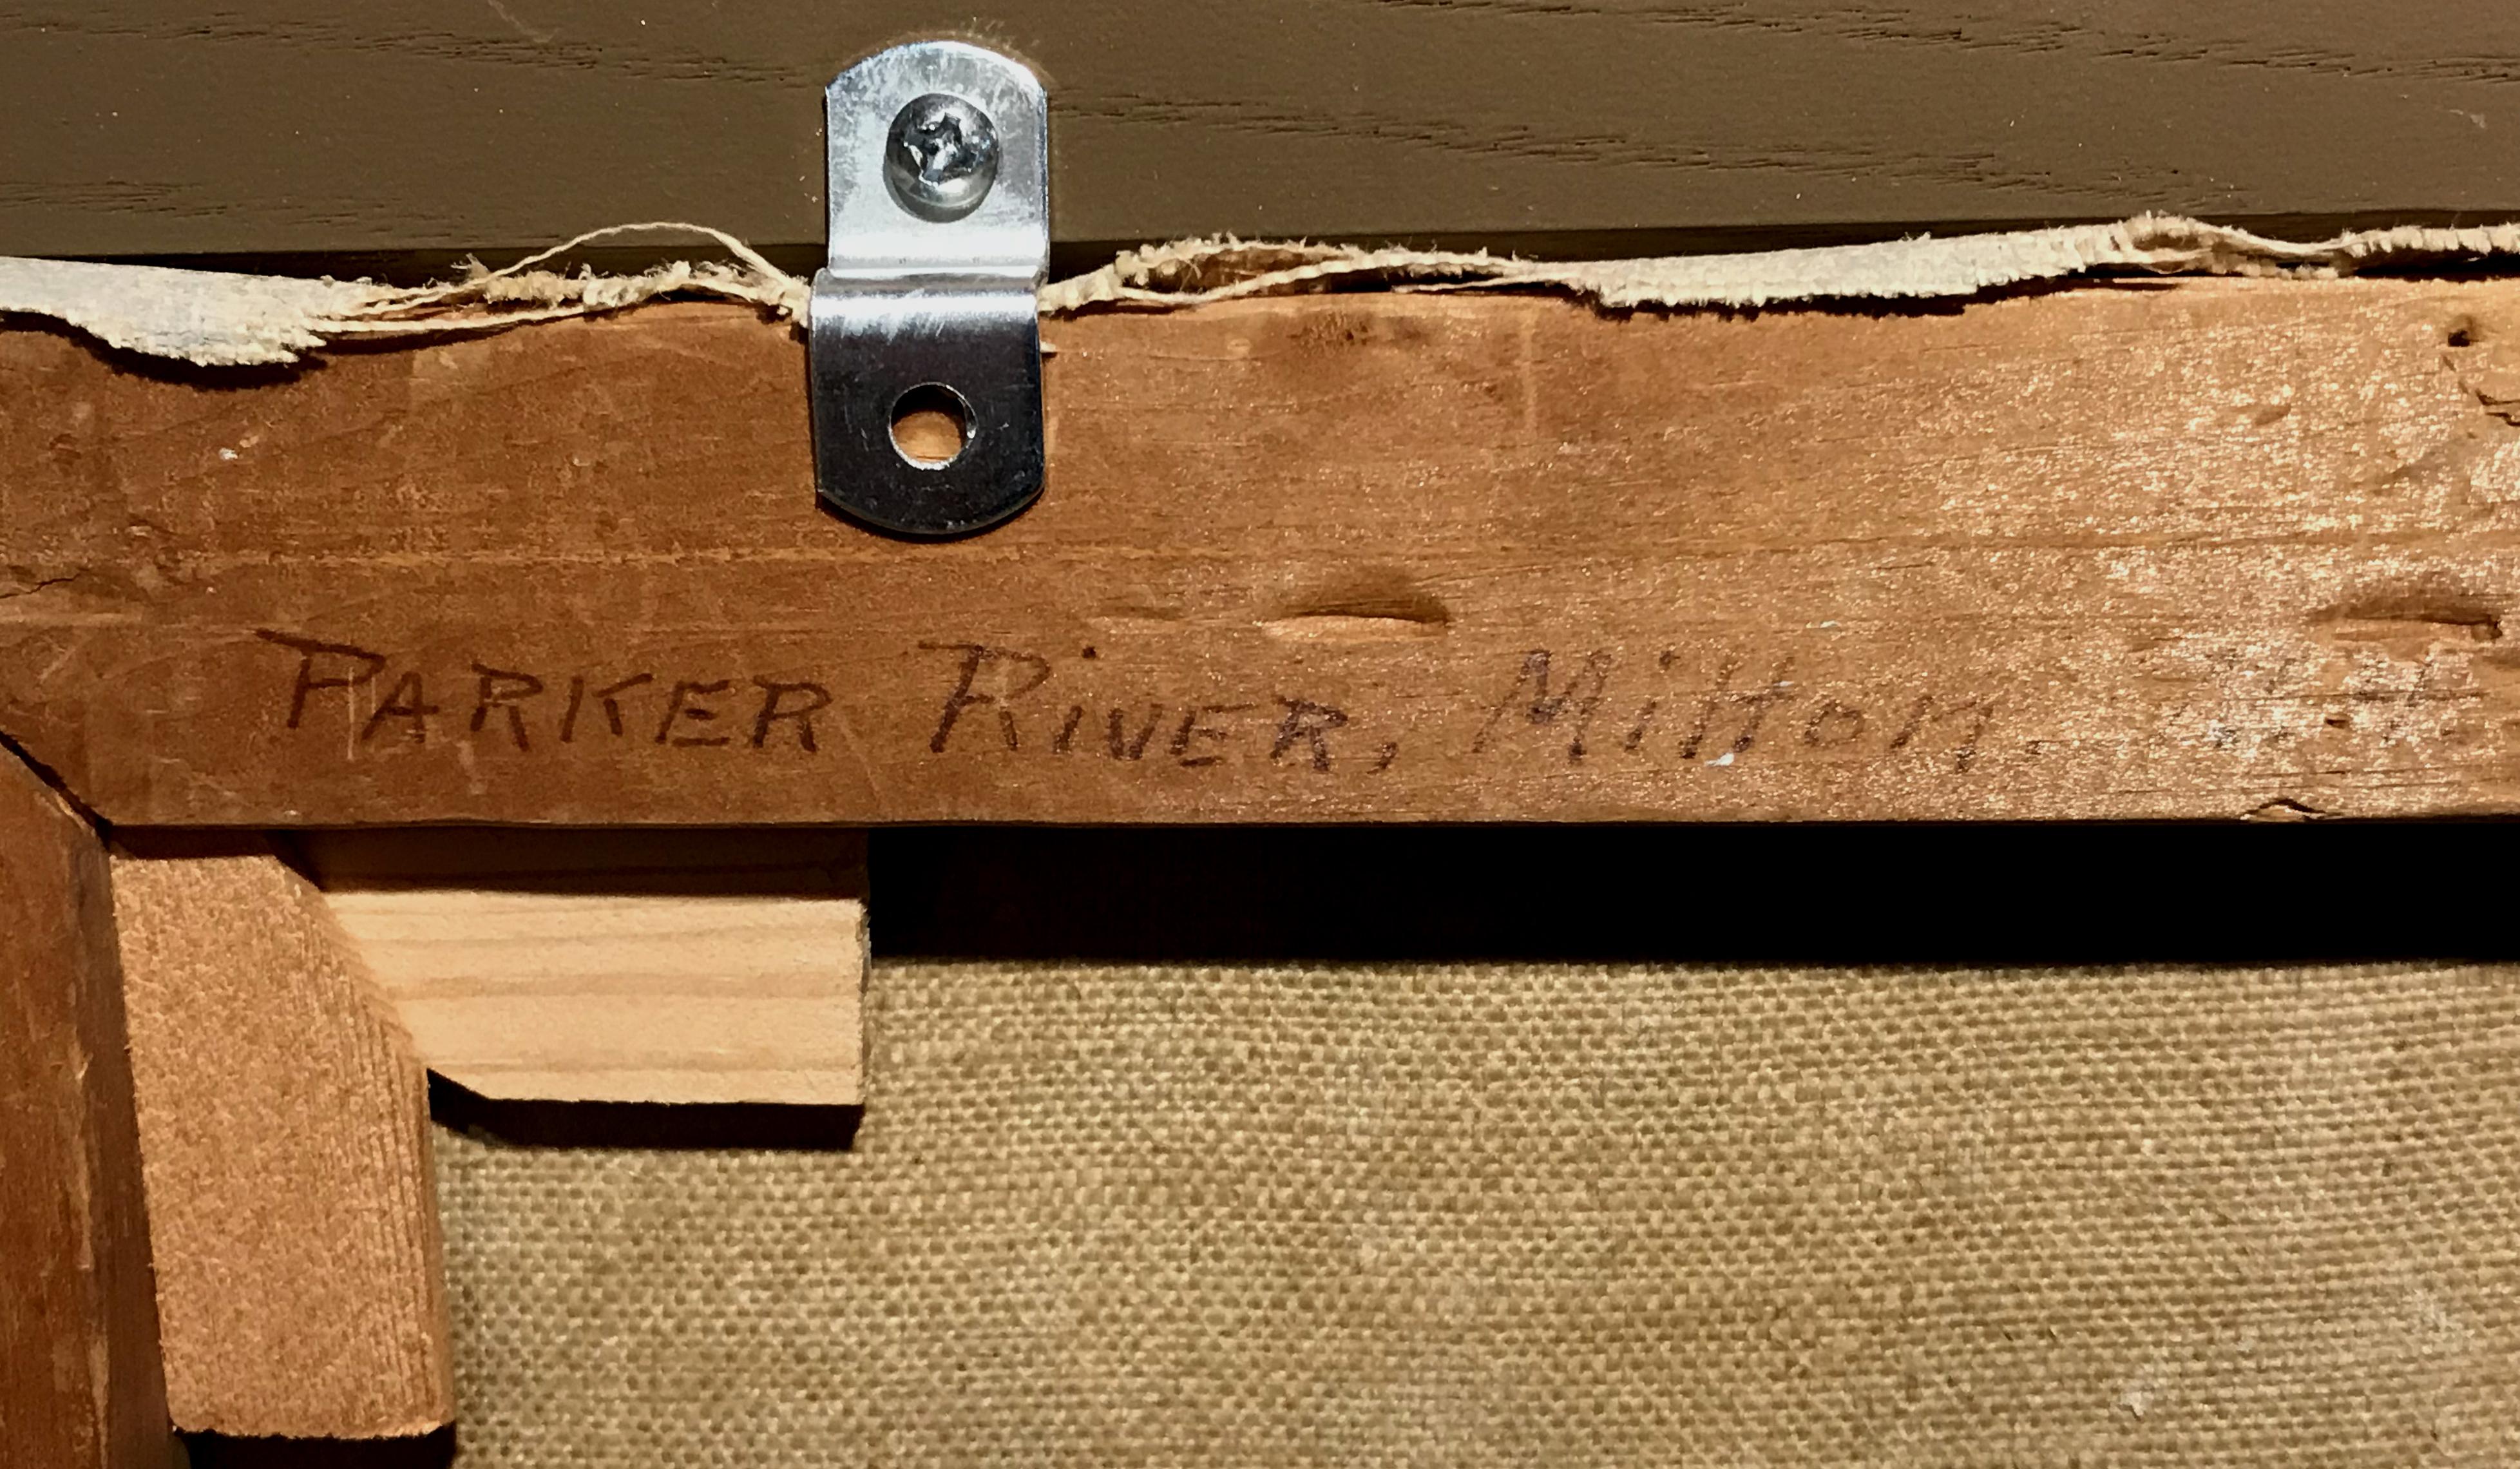 PARKER RiVER, Milton. N.H.